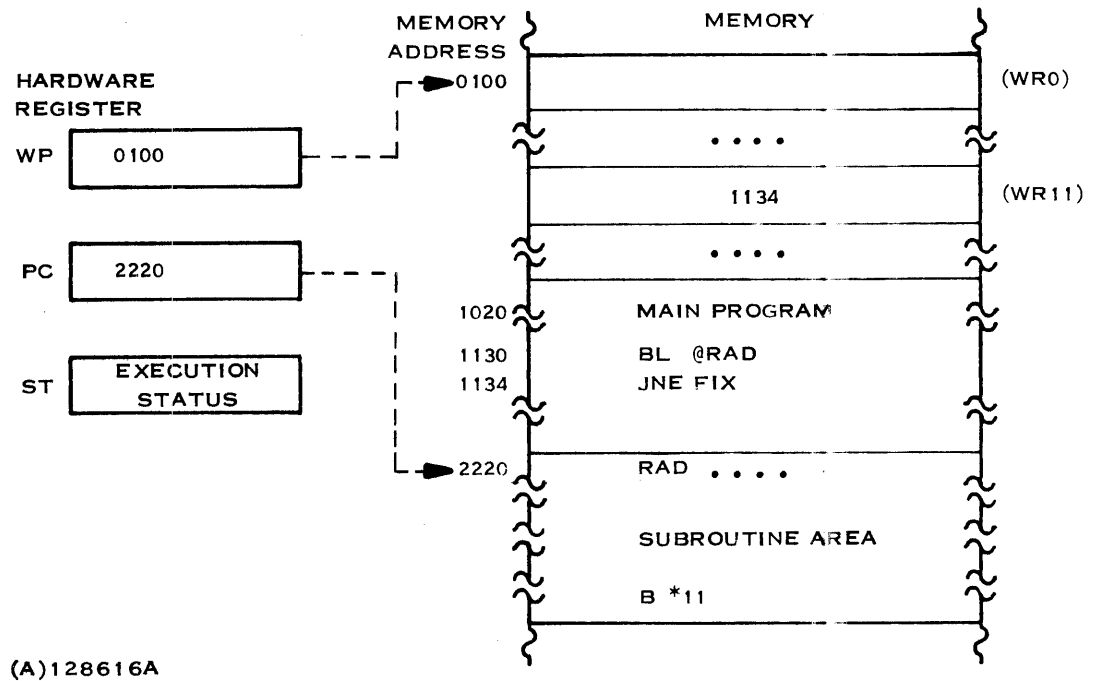 MEMORY ADDRESS
MEMORY
HARDWARE REGISTER
0100
(WR0)
WP
0100
• • • •
1134
(WR11)
PC
2220
• • • •
1020
MAIN PROGRAM
1130
BL @RAD
1134
JNE FIX
ST
EXECUTION STATUS
2220
RAD • • • •
SUBROUTINE AREA
B *11
(A)128616A